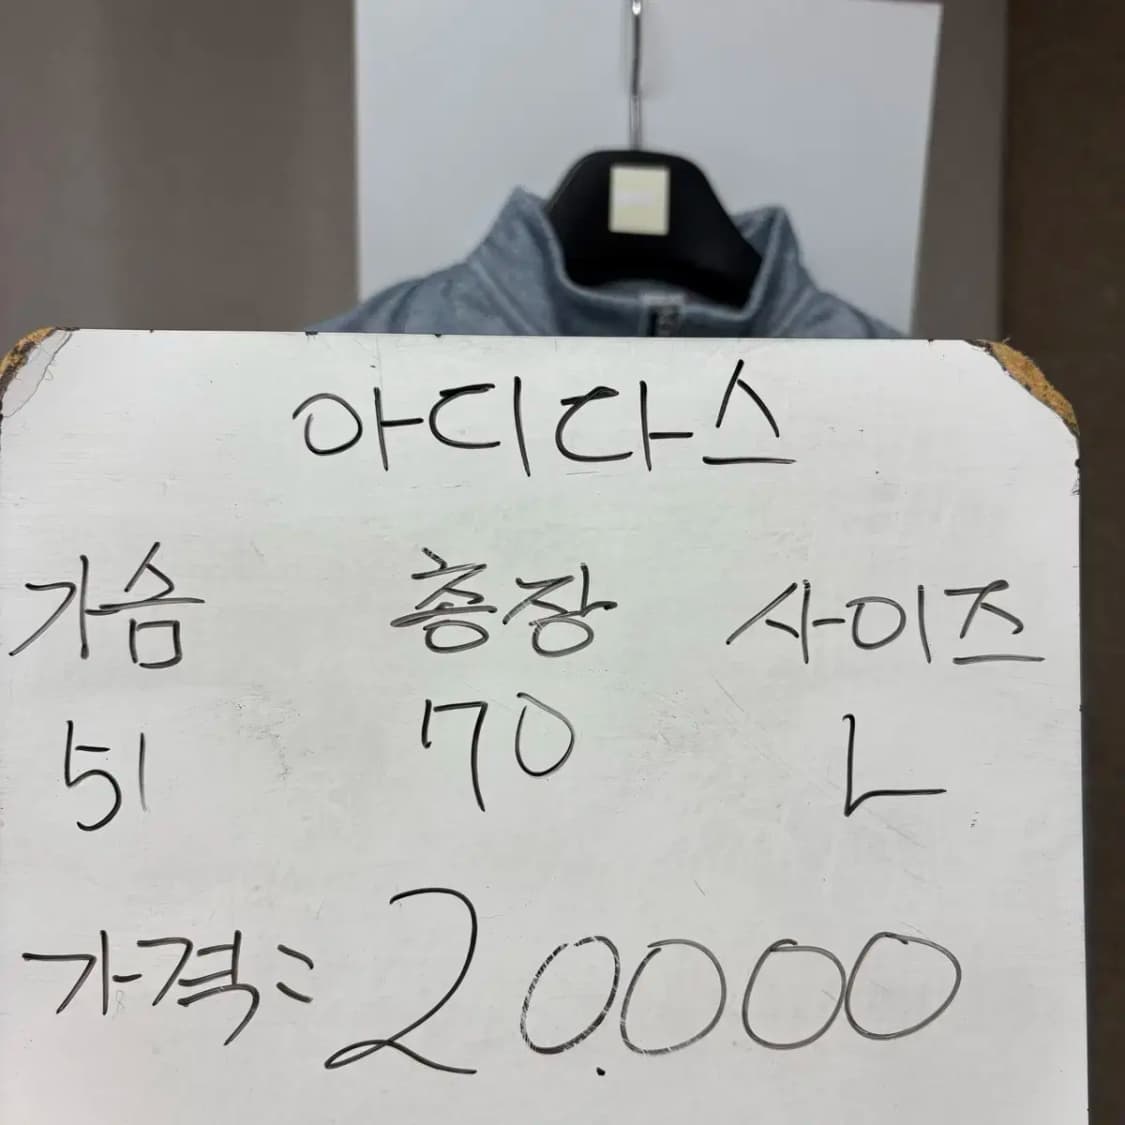 아디다스
가슴 총장 사이즈
51 70 L
가격: 20.000